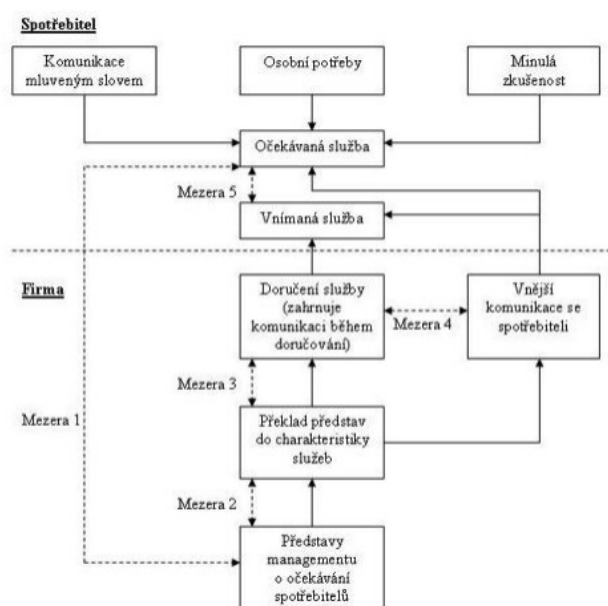 Spotřebitel
Komunikace
mluveným slovem
Osobní potřeby
Minulá
zkušenost
Očekávaná služba
Mezera 5
Vnímaná služba
Firma
Doručení služby
(zahrnuje
komunikaci během
doručování)
Vnější
komunikace se
spotřebiteli
Mezera 4
Mezera 3
Mezera 1
Překlad představ
do charakteristiky
služeb
Mezera 2
Představy
managementu
o očekávání
spotřebitelů